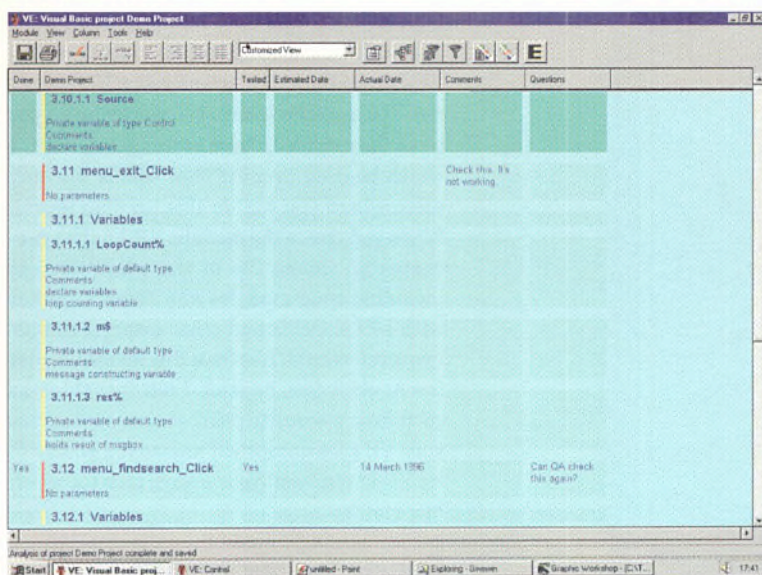 VE: Visual Basic project Demo Project
Module View Column Tools Help
Customized View
E
Done Demo Project Tested Estimated Date Actual Date Comments Questions
3.10.1.1 Source
Private variable of type Control
Comments:
declare variables
3.11 menu_exit_Click Check this. It's
not working.
No parameters
3.11.1 Variables
3.11.1.1 LoopCount%
Private variable of default type
Comments:
declare variables
loop counting variable
3.11.1.2 m$
Private variable of default type
Comments:
message constructing variable
3.11.1.3 res%
Private variable of default type
Comments:
holds result of msgbox
Yes 3.12 menu_findsearch_Click Yes 14 March 1996 Can QA check
this again?
No parameters
3.12.1 Variables
Analysis of project Demo Project complete and saved
Start VE: Visual Basic proj... VE: Control untitled - Paint Exploring - Graphic Workshop - [C:\T... 17:41